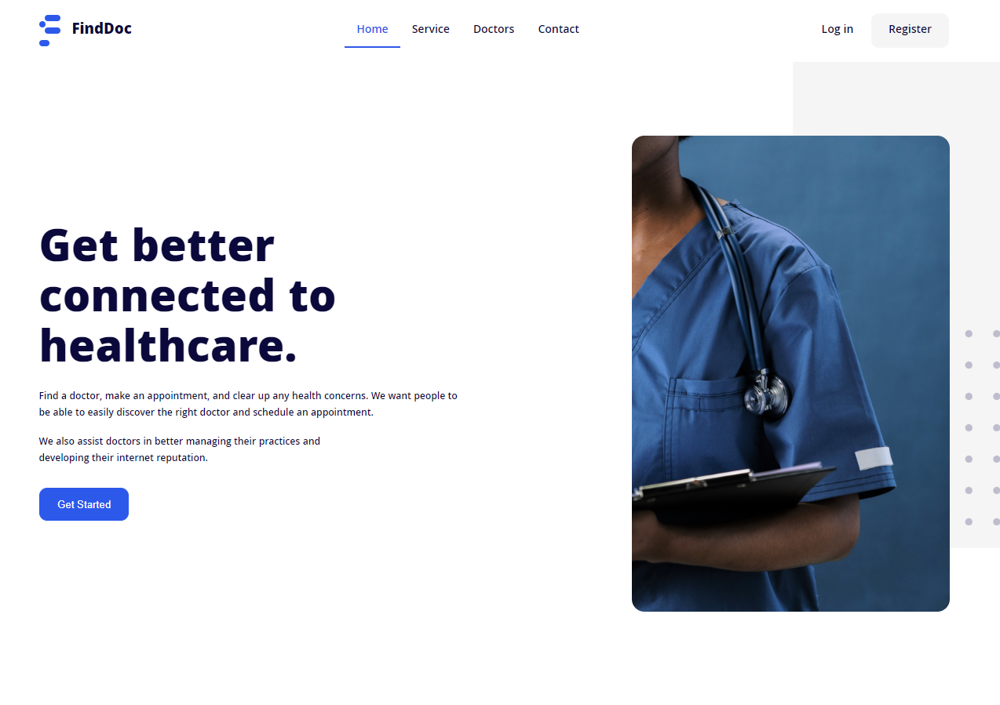 FindDoc
Home
Service
Doctors
Contact
Log in
Register
Get better
connected to
healthcare.
Find a doctor, make an appointment, and clear up any health concerns. We want people to
be able to easily discover the right doctor and schedule an appointment.
We also assist doctors in better managing their practices and
developing their internet reputation.
Get Started